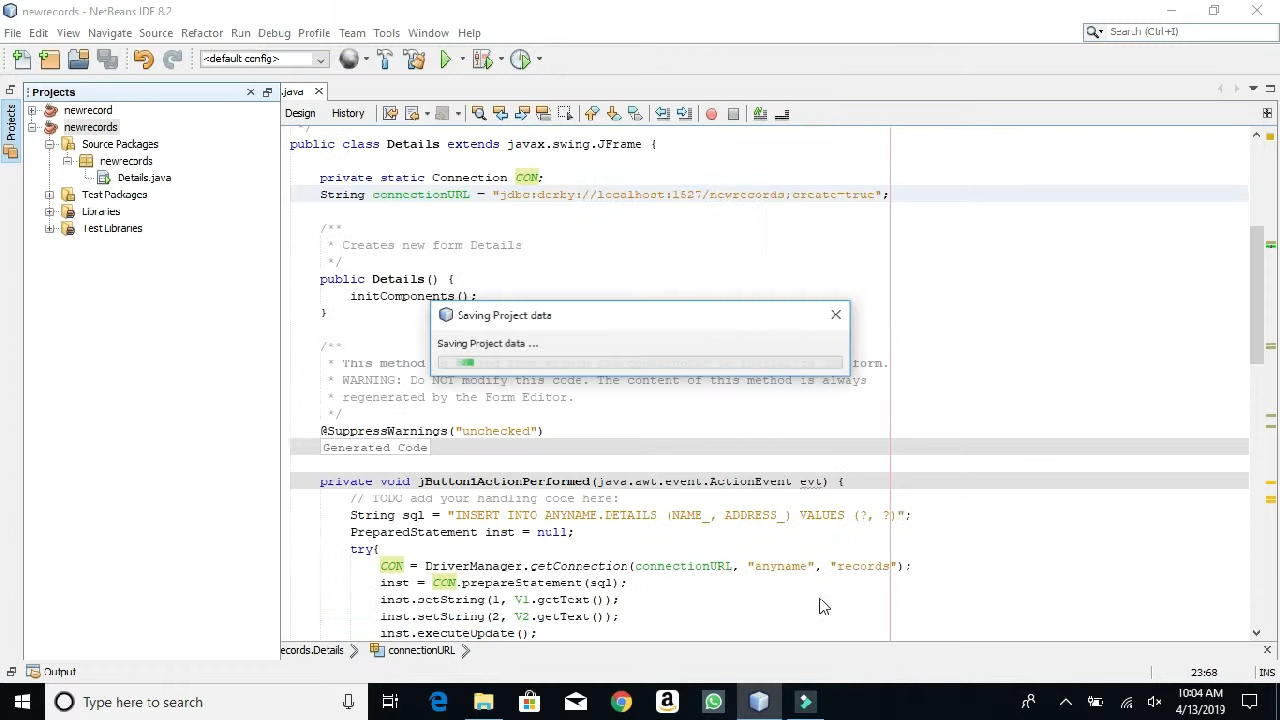 newrecords - NetBeans IDE 8.2
File Edit View Navigate Source Refactor Run Debug Profile Team Tools Window Help
Search (Ctrl+I)
<default config>
Projects
.java
Projects
newrecord
newrecords
Source Packages
newrecords
Details.java
Test Packages
Libraries
Test Libraries
Design History
*/
public class Details extends javax.swing.JFrame {
private static Connection CON;
String connectionURL = "jdbc:derby://localhost:1527/newrecords;create=true";
/**
* Creates new form Details
*/
public Details() {
initComponents();
}
Saving Project data
Saving Project data ...
/**
* This method form.
* WARNING: Do NOT modify this code. The content of this method is always
* regenerated by the Form Editor.
*/
@SuppressWarnings("unchecked")
Generated Code
private void jButton1ActionPerformed(java.awt.event.ActionEvent evt) {
// TODO add your handling code here:
String sql = "INSERT INTO ANYNAME.DETAILS (NAME_, ADDRESS_) VALUES (?, ?)";
PreparedStatement inst = null;
try{
CON = DriverManager.getConnection(connectionURL, "anyname", "records");
inst = CON.prepareStatement(sql);
inst.setString(1, V1.getText());
inst.setString(2, V2.getText());
inst.executeUpdate();
records.Details connectionURL
Output
23:68 INS
Type here to search
10:04 AM
4/13/2019